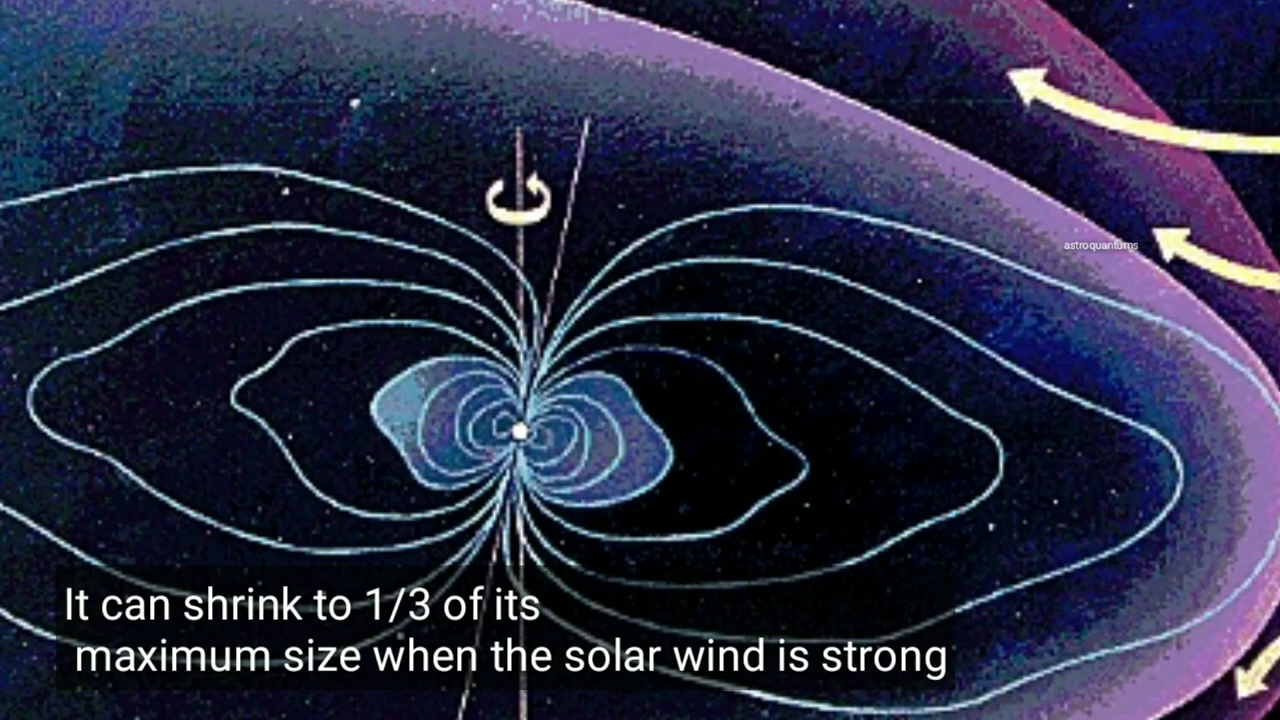 astroquantums
It can shrink to 1/3 of its
maximum size when the solar wind is strong